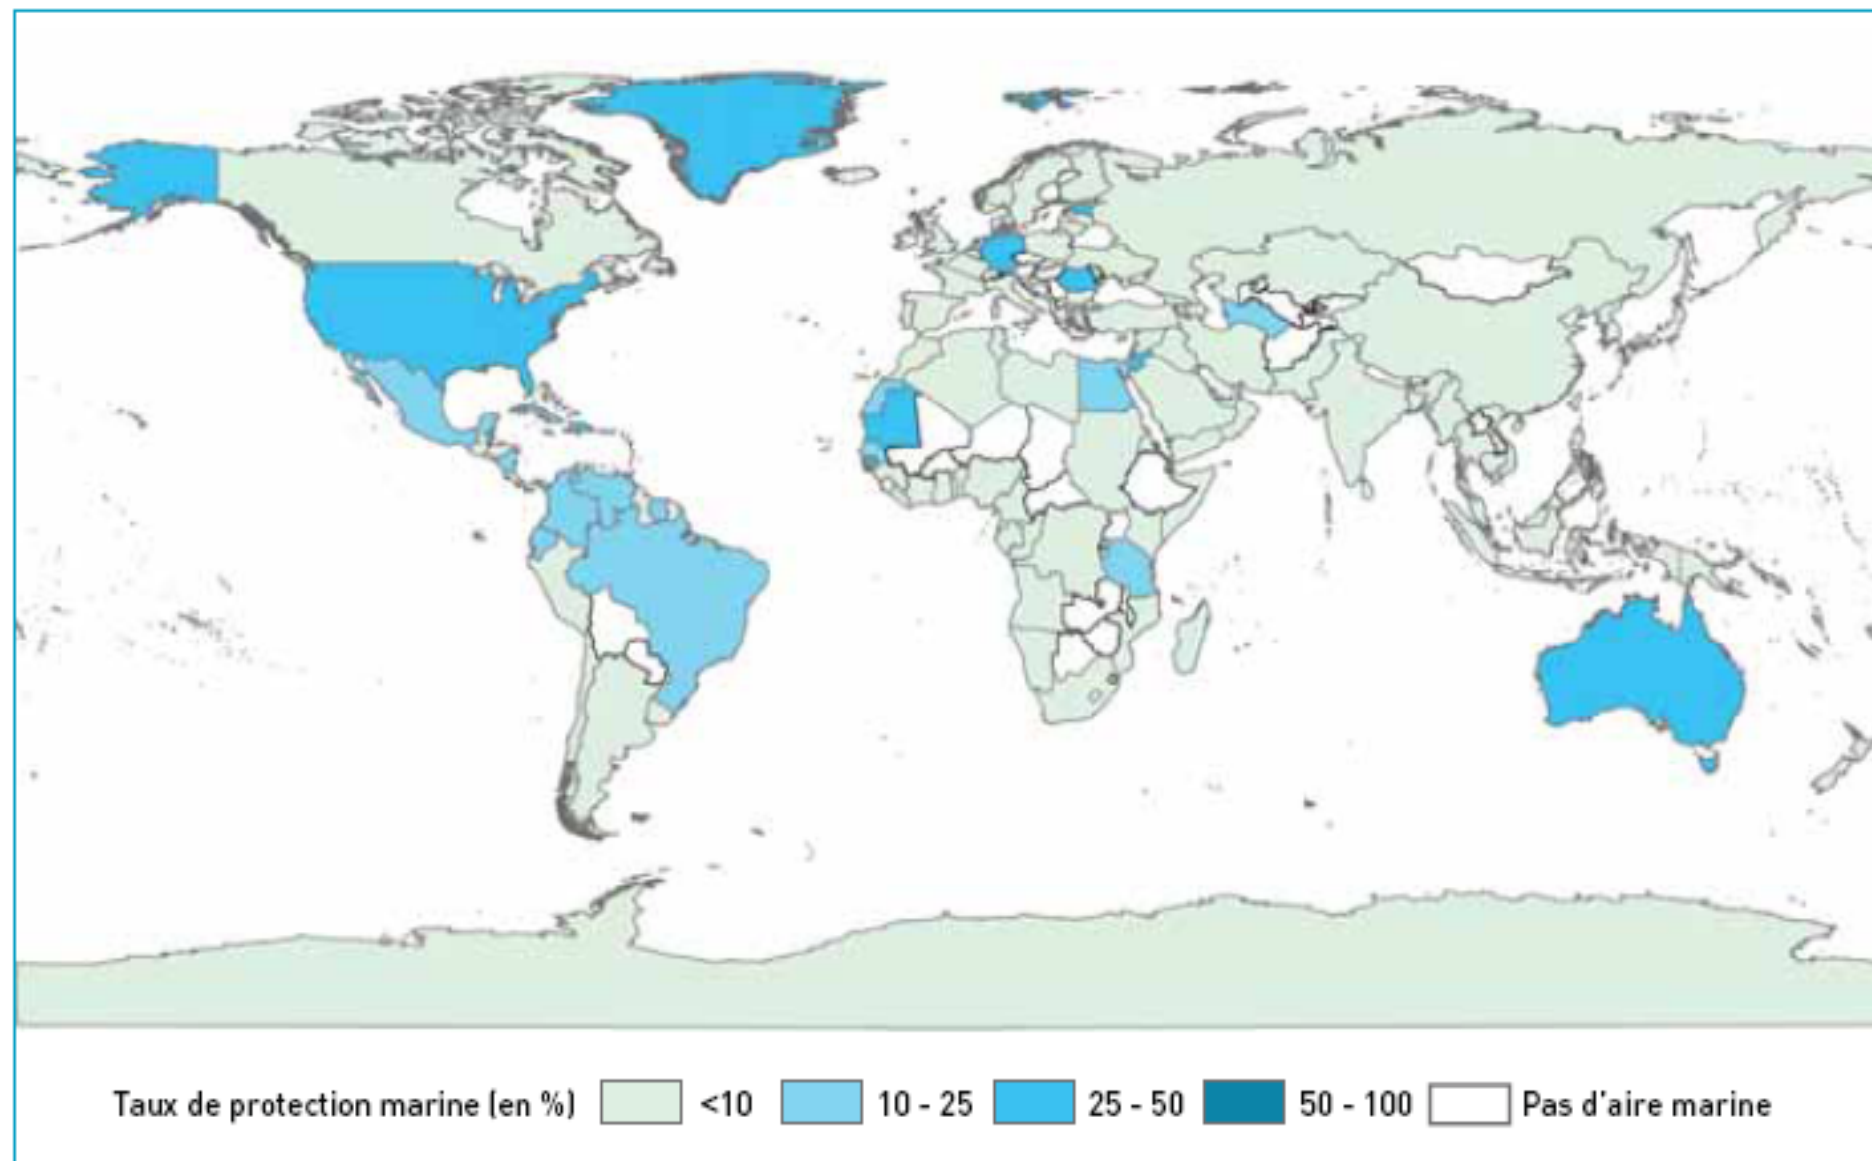 Taux de protection marine (en %) <10 10 - 25 25 - 50 50 - 100 Pas d'aire marine